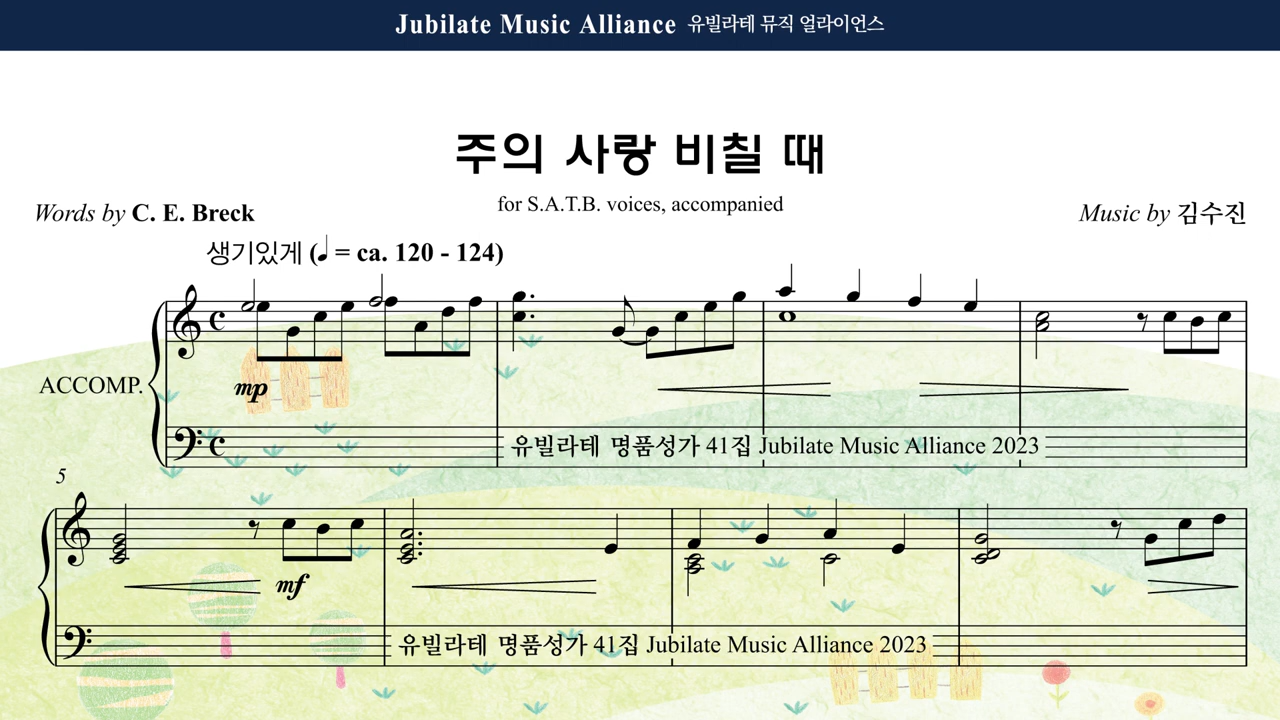 Jubilate Music Alliance 유빌라테 뮤직 얼라이언스
주의 사랑 비칠 때
for S.A.T.B. voices, accompanied
Words by C. E. Breck
Music by 김수진
생기있게 (♩ = ca. 120 - 124)
ACCOMP.
mp
유빌라테 명품성가 41집 Jubilate Music Alliance 2023
5
mf
유빌라테 명품성가 41집 Jubilate Music Alliance 2023